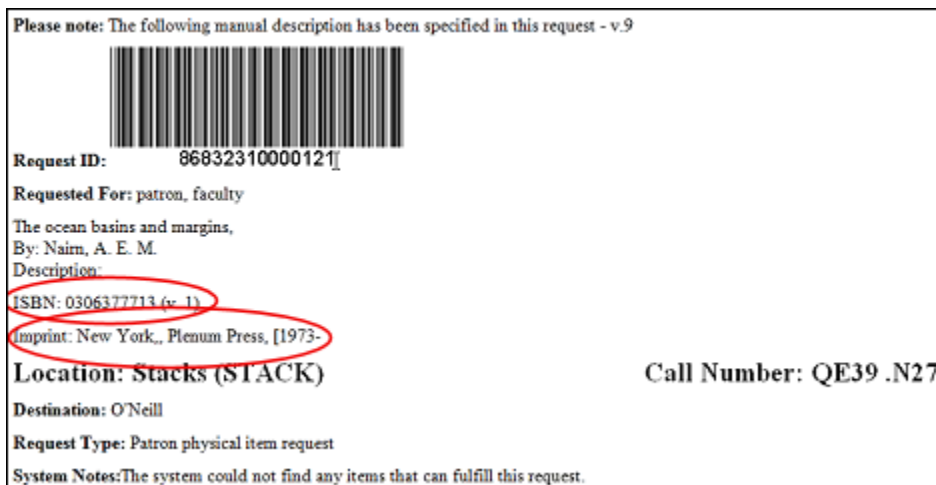 Please note: The following manual description has been specified in this request - v.9
Request ID: 86832310000121
Requested For: patron, faculty
The ocean basins and margins,
By: Nairn, A. E. M.
Description:
ISBN: 0306377713 (v. 1)
Imprint: New York,, Plenum Press, [1973-
Location: Stacks (STACK) Call Number: QE39 .N27
Destination: O'Neill
Request Type: Patron physical item request
System Notes:The system could not find any items that can fulfill this request.